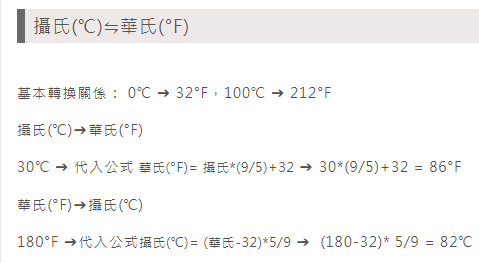 攝氏(℃)⇋華氏(°F)
基本轉換關係： 0℃ ➔ 32°F，100℃ ➔ 212°F
攝氏(℃)➔華氏(°F)
30℃ ➔ 代入公式 華氏(°F)= 攝氏*(9/5)+32 ➔ 30*(9/5)+32 = 86°F
華氏(°F)➔攝氏(℃)
180°F ➔代入公式攝氏(℃)= (華氏-32)*5/9 ➔ (180-32)* 5/9 = 82℃